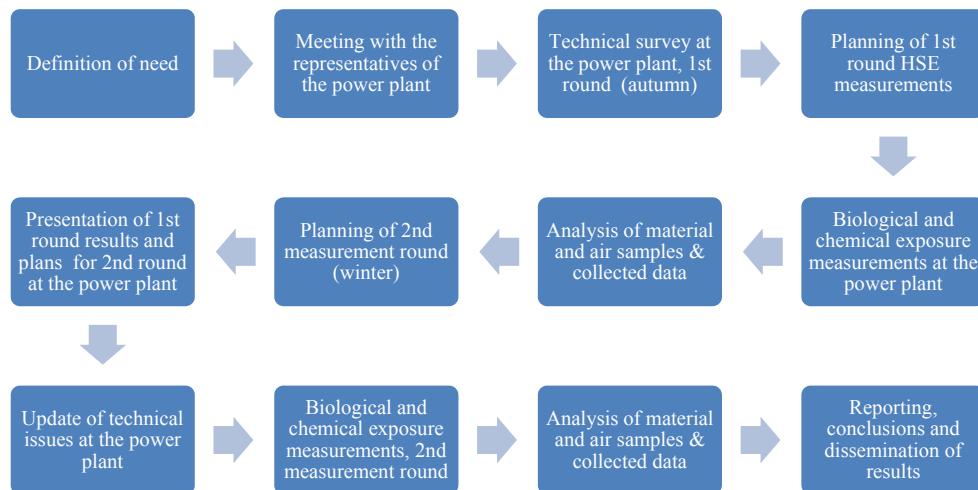 Definition of need
Meeting with the
representatives of
the power plant
Technical survey at
the power plant, 1st
round (autumn)
Planning of 1st
round HSE
measurements
Presentation of 1st
round results and
plans for 2nd round
at the power plant
Planning of 2nd
measurement round
(winter)
Analysis of material
and air samples &
collected data
Biological and
chemical exposure
measurements at the
power plant
Update of technical
issues at the power
plant
Biological and
chemical exposure
measurements, 2nd
measurement round
Analysis of material
and air samples &
collected data
Reporting,
conclusions and
dissemination of
results